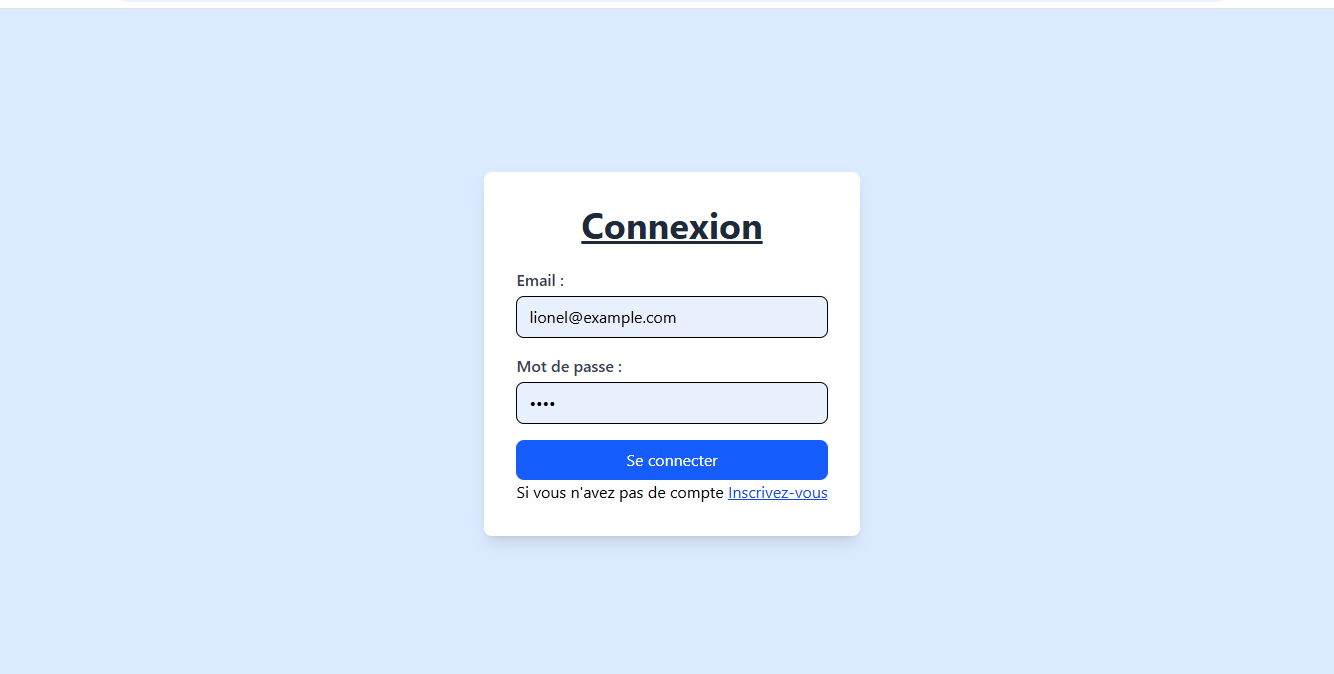 Connexion
Email :
lionel@example.com
Mot de passe :
••••
Se connecter
Si vous n'avez pas de compte Inscrivez-vous